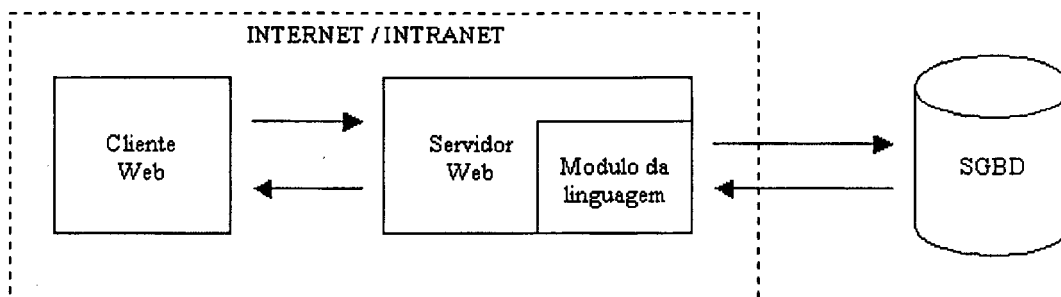 INTERNET / INTRANET
Cliente
Web
Servidor
Web
Modulo da
linguagem
SGBD